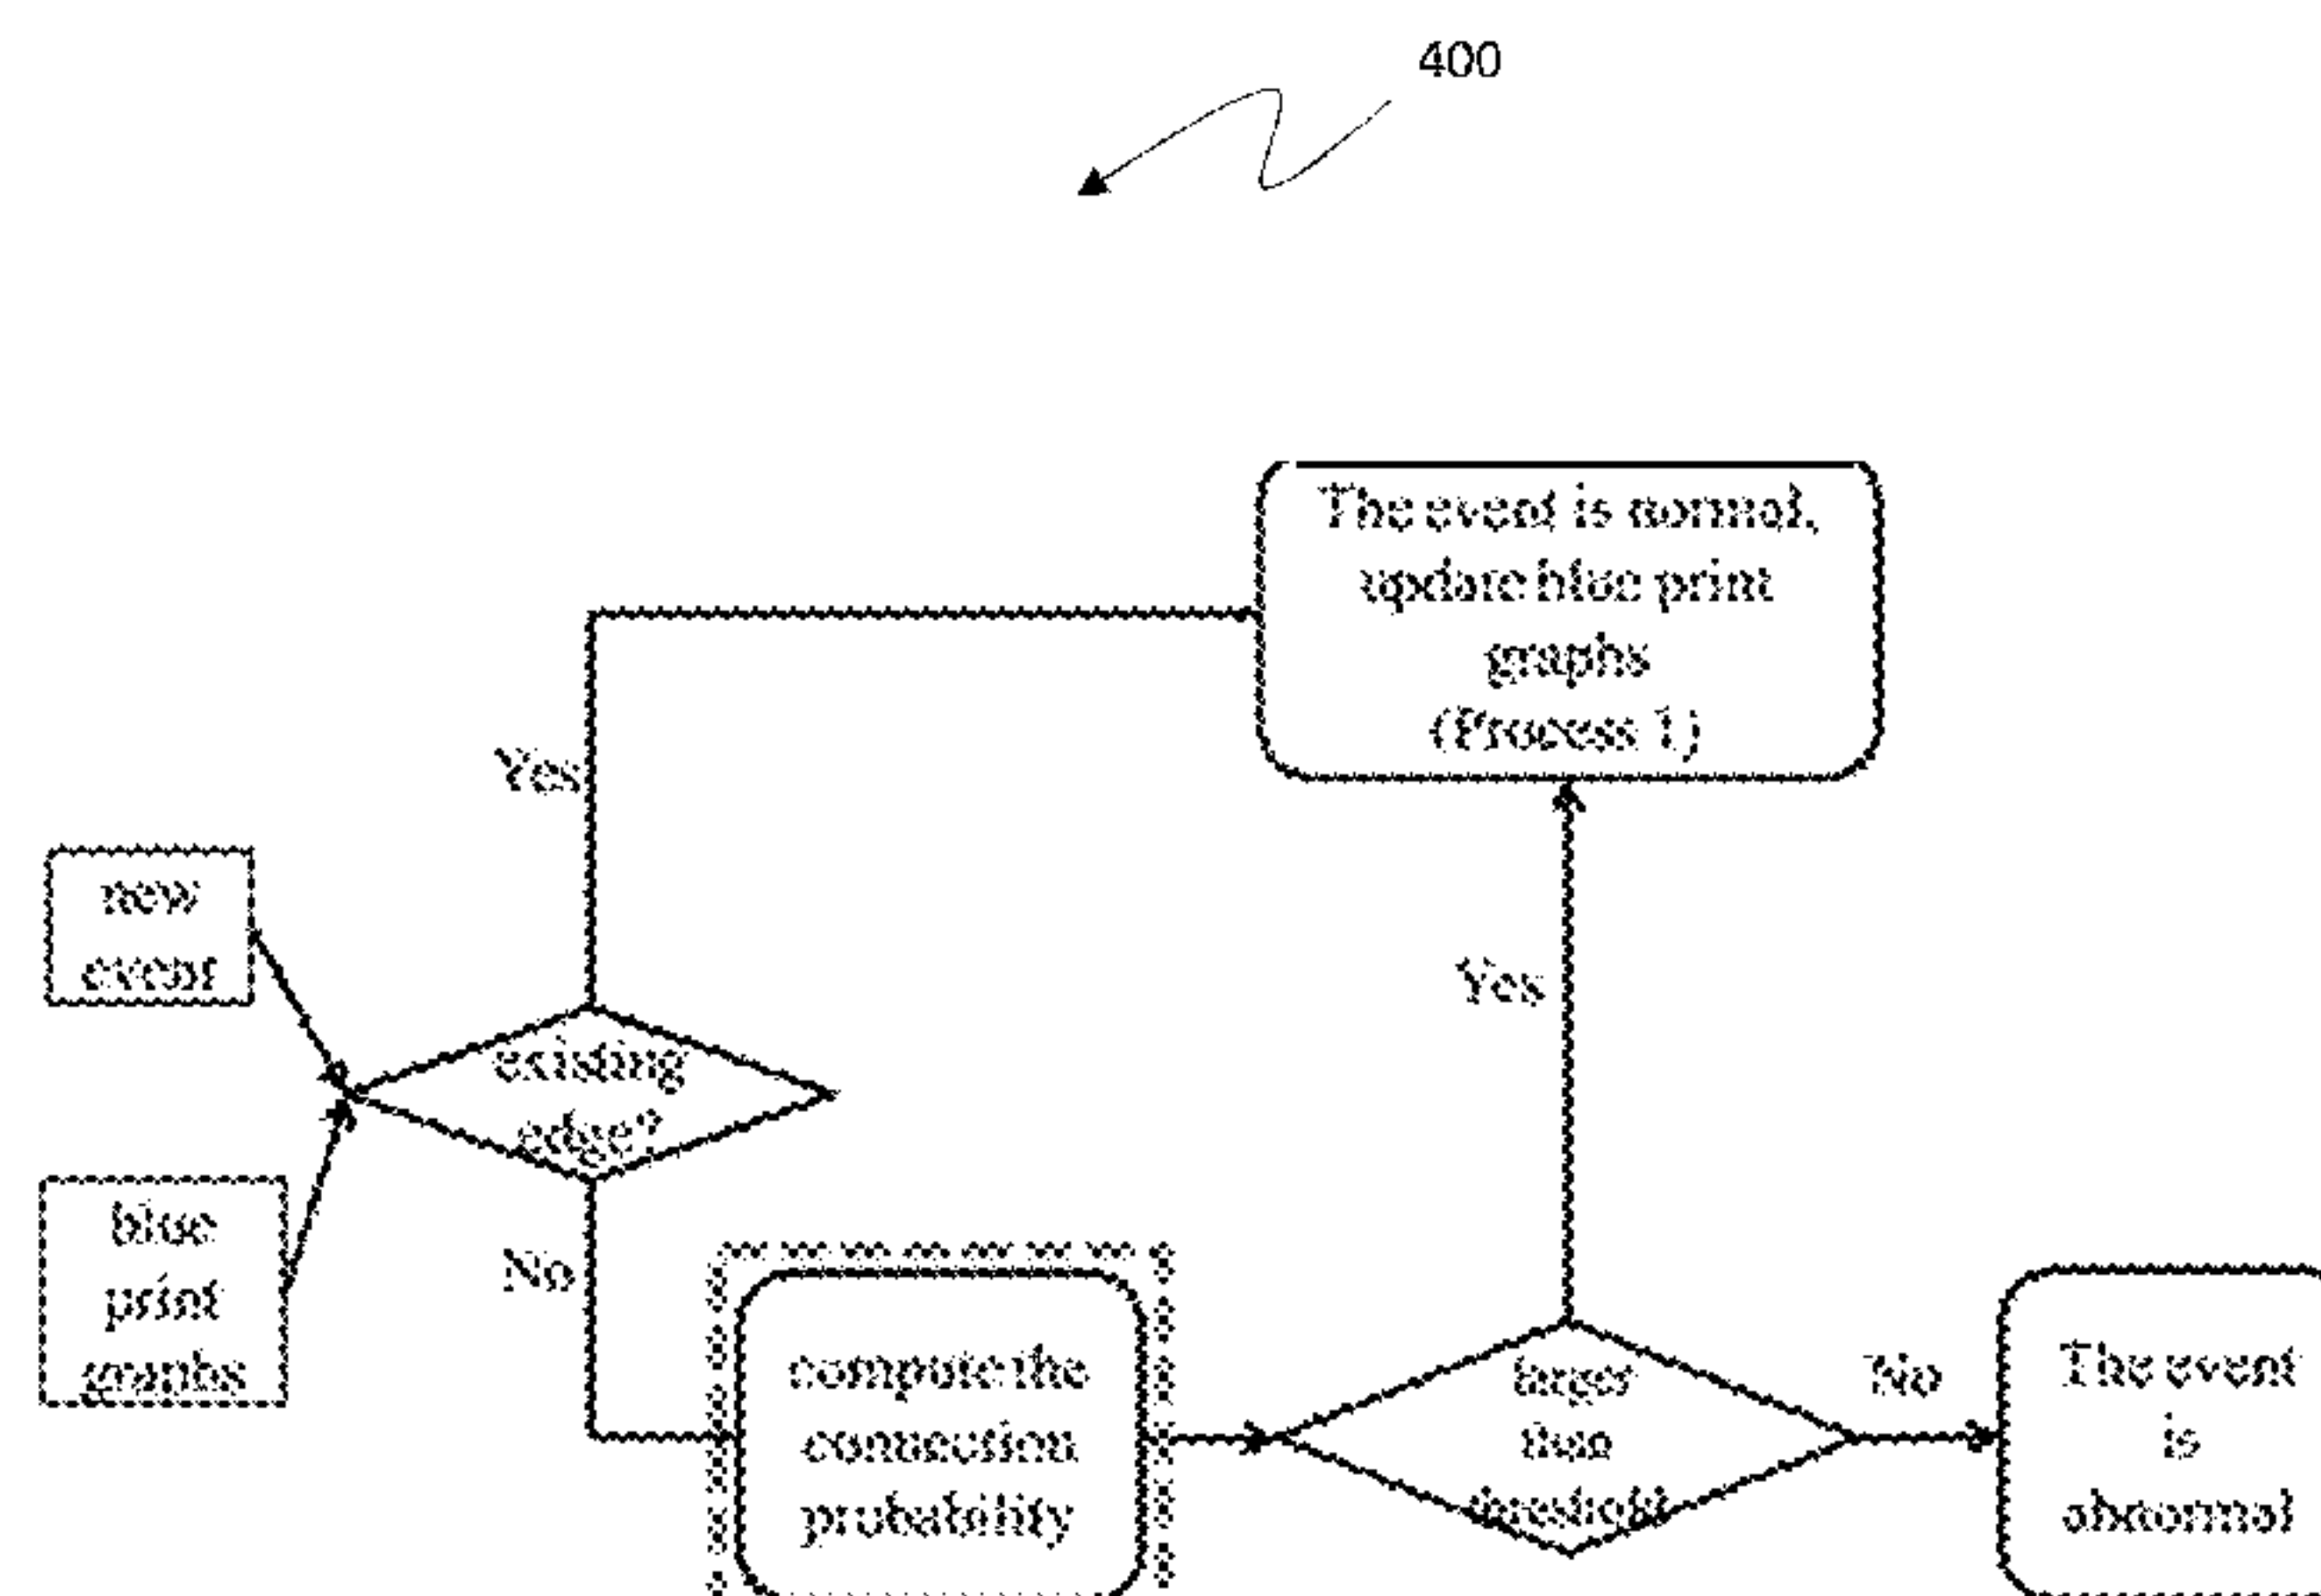 400
The event is normal,
update blue print
graphs
(Process 1)
Yes
new
event
Yes
existing
edge?
blue
print
graphs
No
compute the
connection
probability
larger
than
threshold
No
The event
is
abnormal